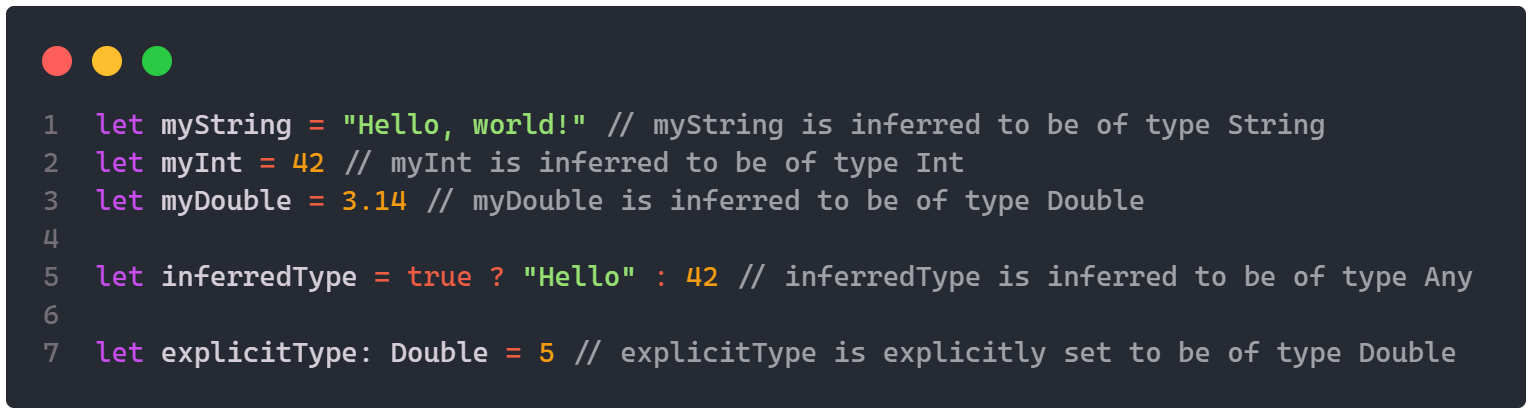 1 let myString = "Hello, world!" // myString is inferred to be of type String
2 let myInt = 42 // myInt is inferred to be of type Int
3 let myDouble = 3.14 // myDouble is inferred to be of type Double
4
5 let inferredType = true ? "Hello" : 42 // inferredType is inferred to be of type Any
6
7 let explicitType: Double = 5 // explicitType is explicitly set to be of type Double